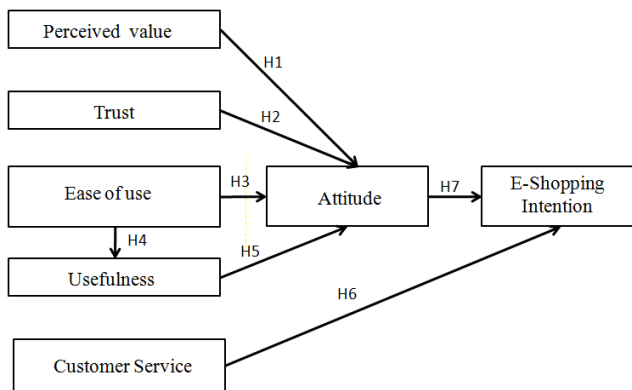 Perceived value
H1
Trust
H2
Ease of use
H3
Attitude
H7
E-Shopping
Intention
H4
H5
Usefulness
H6
Customer Service